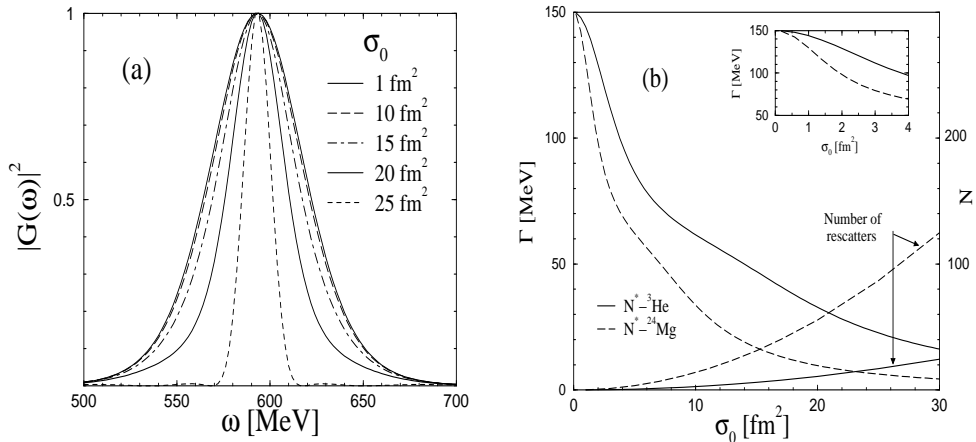 (a)
σ₀
1 fm²
10 fm²
15 fm²
20 fm²
25 fm²
|G(ω)|²
1
0.5
500 550 600 650 700
ω [MeV]
(b)
150
100
50
0
Γ [MeV]
0 10 20 30
σ₀ [fm²]
200
100
0
N
Number of
rescatters
N*–³He
N*–²⁴Mg
150
100
50
Γ [MeV]
0 1 2 3 4
σ₀ [fm²]